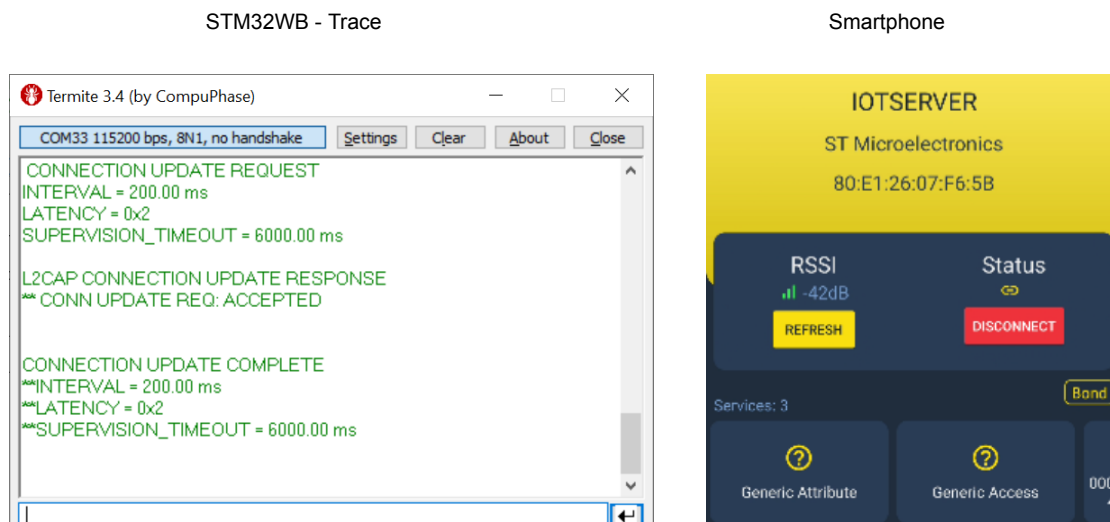 STM32WB - Trace
Smartphone
Termite 3.4 (by CompuPhase)
COM33 115200 bps, 8N1, no handshake
Settings
Clear
About
Close
CONNECTION UPDATE REQUEST
INTERVAL = 200.00 ms
LATENCY = 0x2
SUPERVISION_TIMEOUT = 6000.00 ms
L2CAP CONNECTION UPDATE RESPONSE
** CONN UPDATE REQ: ACCEPTED
CONNECTION UPDATE COMPLETE
**INTERVAL = 200.00 ms
**LATENCY = 0x2
**SUPERVISION_TIMEOUT = 6000.00 ms
IOTSERVER
ST Microelectronics
80:E1:26:07:F6:5B
RSSI
Status
-42dB
REFRESH
DISCONNECT
Services: 3
Bond
Generic Attribute
Generic Access